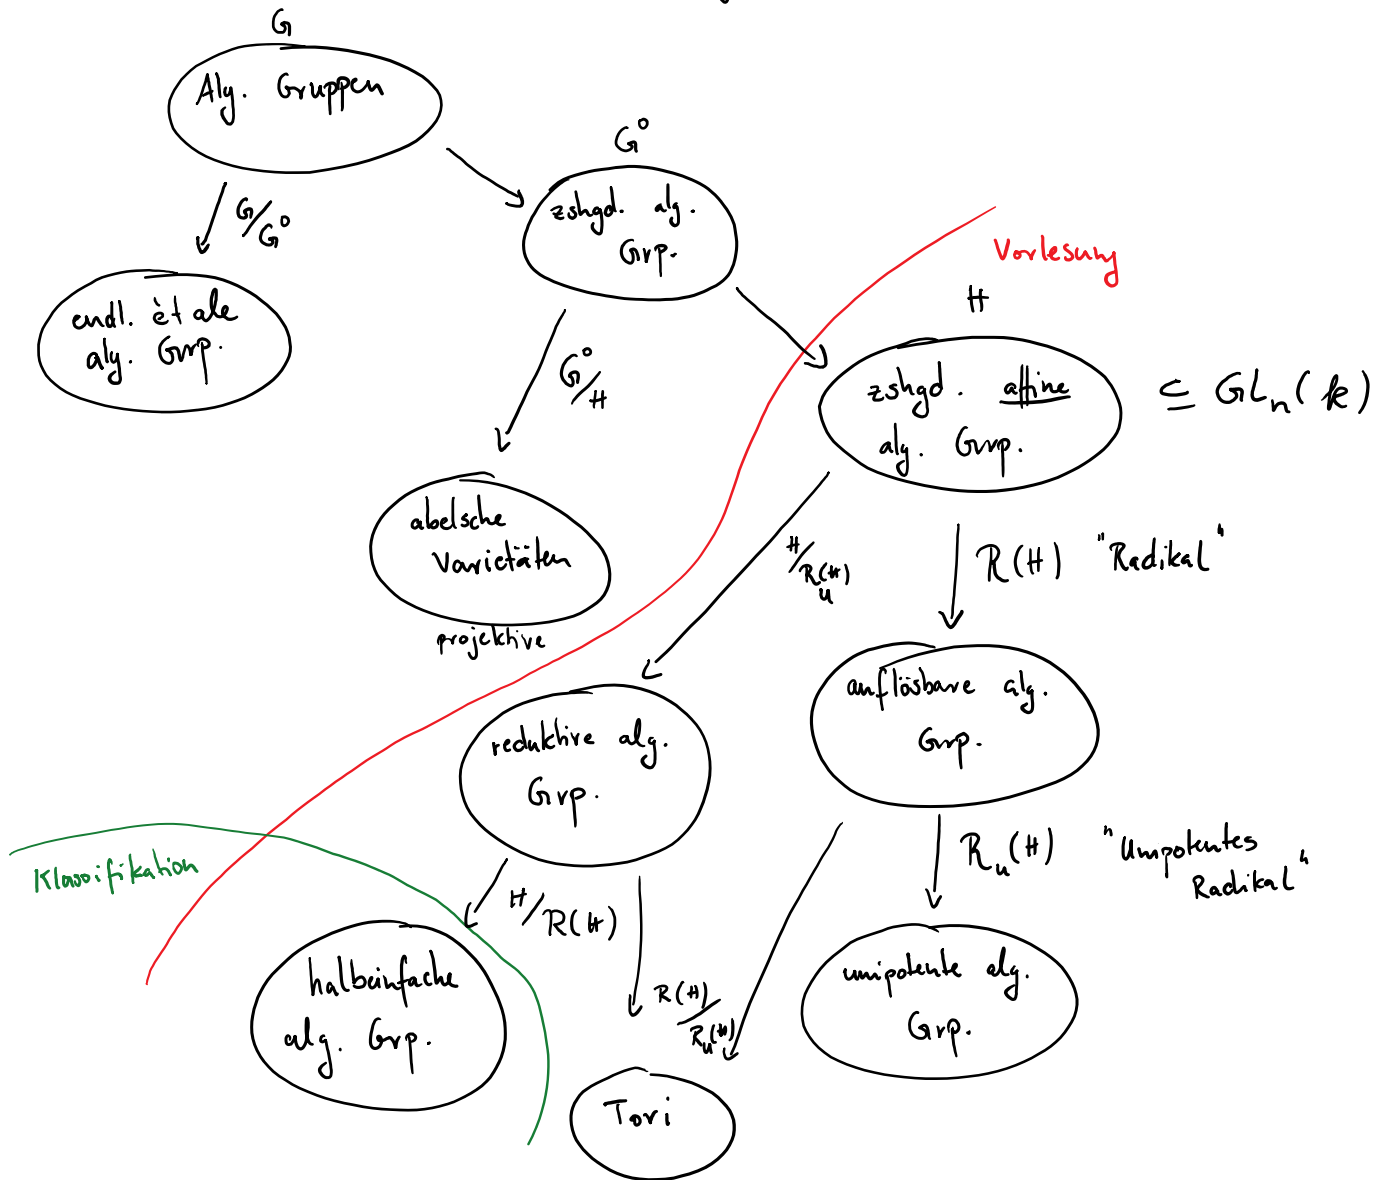 G
Alg. Gruppen
G/G°
endl. ètale
alg. Grp.
G°
zshgd. alg.
Grp.
Vorlesung
H
zshgd. affine
alg. Grp.
⊆ GLₙ(k)
G°/H
abelsche
Varietäten
projektive
H/Rᵤ(H)
R(H) "Radikal"
reduktive alg.
Grp.
auflösbare alg.
Grp.
Klassifikation
H/R(H)
Rᵤ(H) "Unipotentes
Radikal"
halbeinfache
alg. Grp.
R(H)/Rᵤ(H)
unipotente alg.
Grp.
Tori